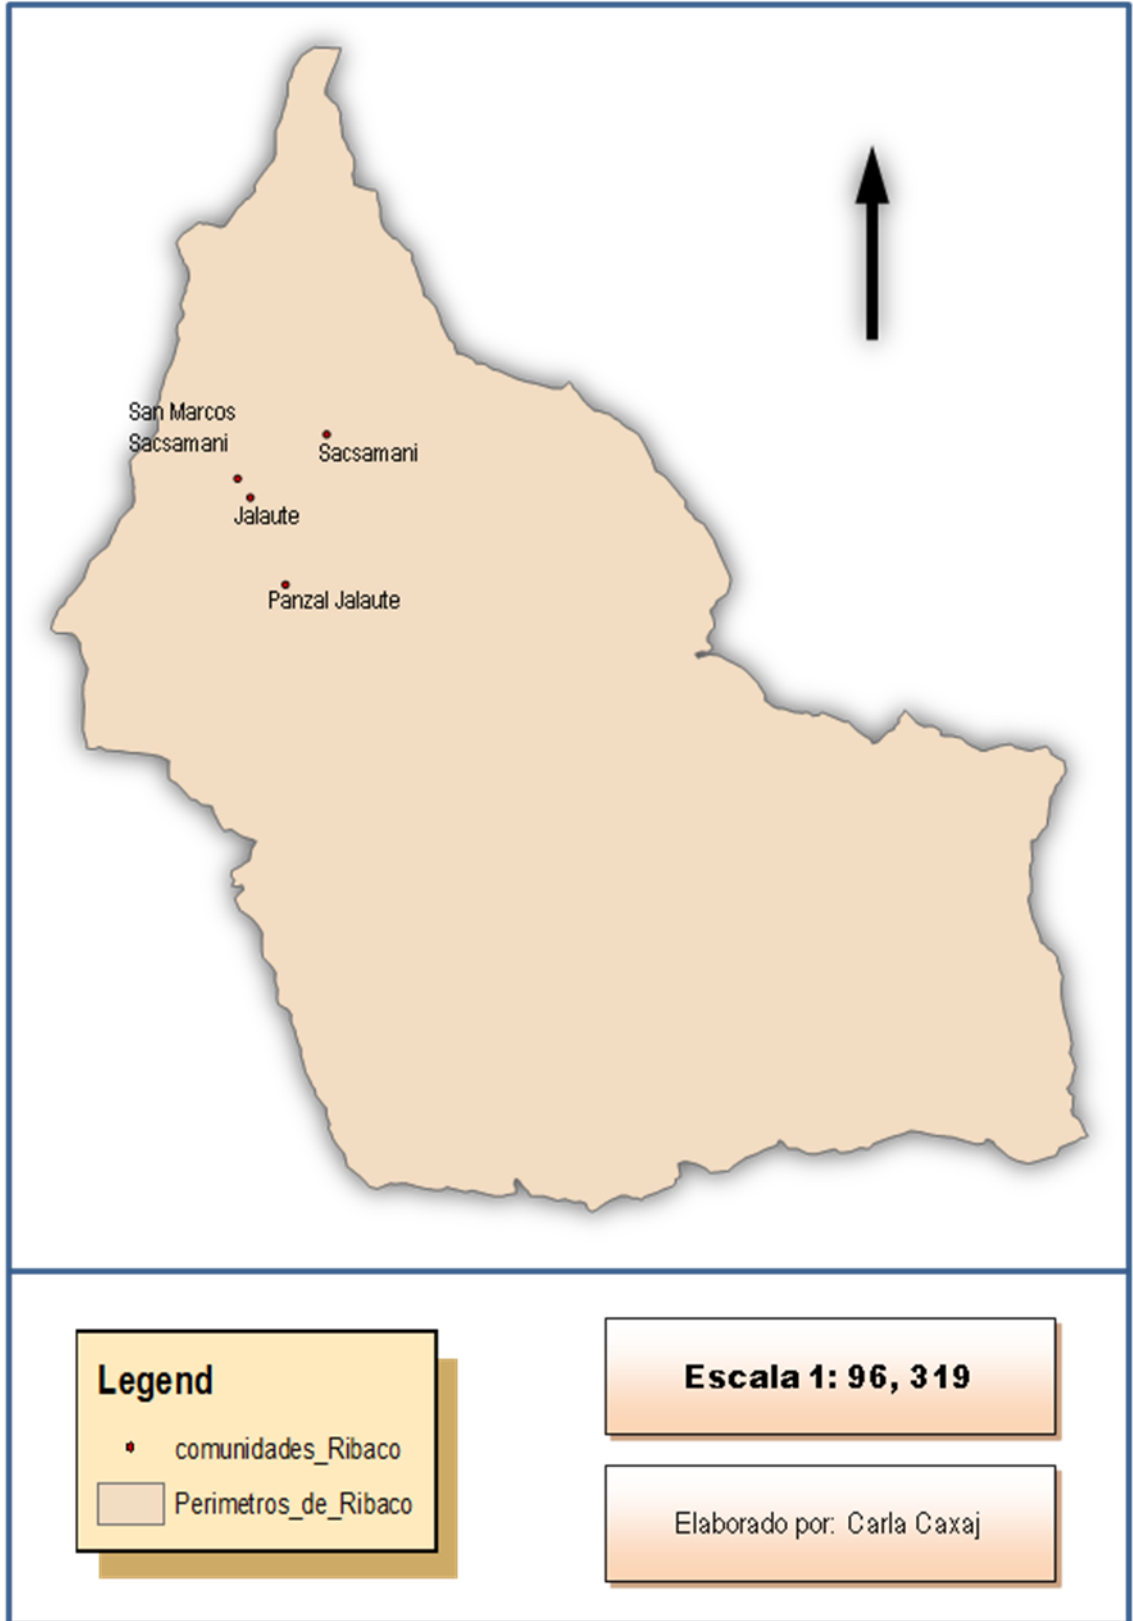 San Marcos
Sacsamani
Sacsamani
Jalaute
Panzal Jalaute
Legend
comunidades_Ribaco
Perimetros_de_Ribaco
Escala 1: 96, 319
Elaborado por: Carla Caxaj